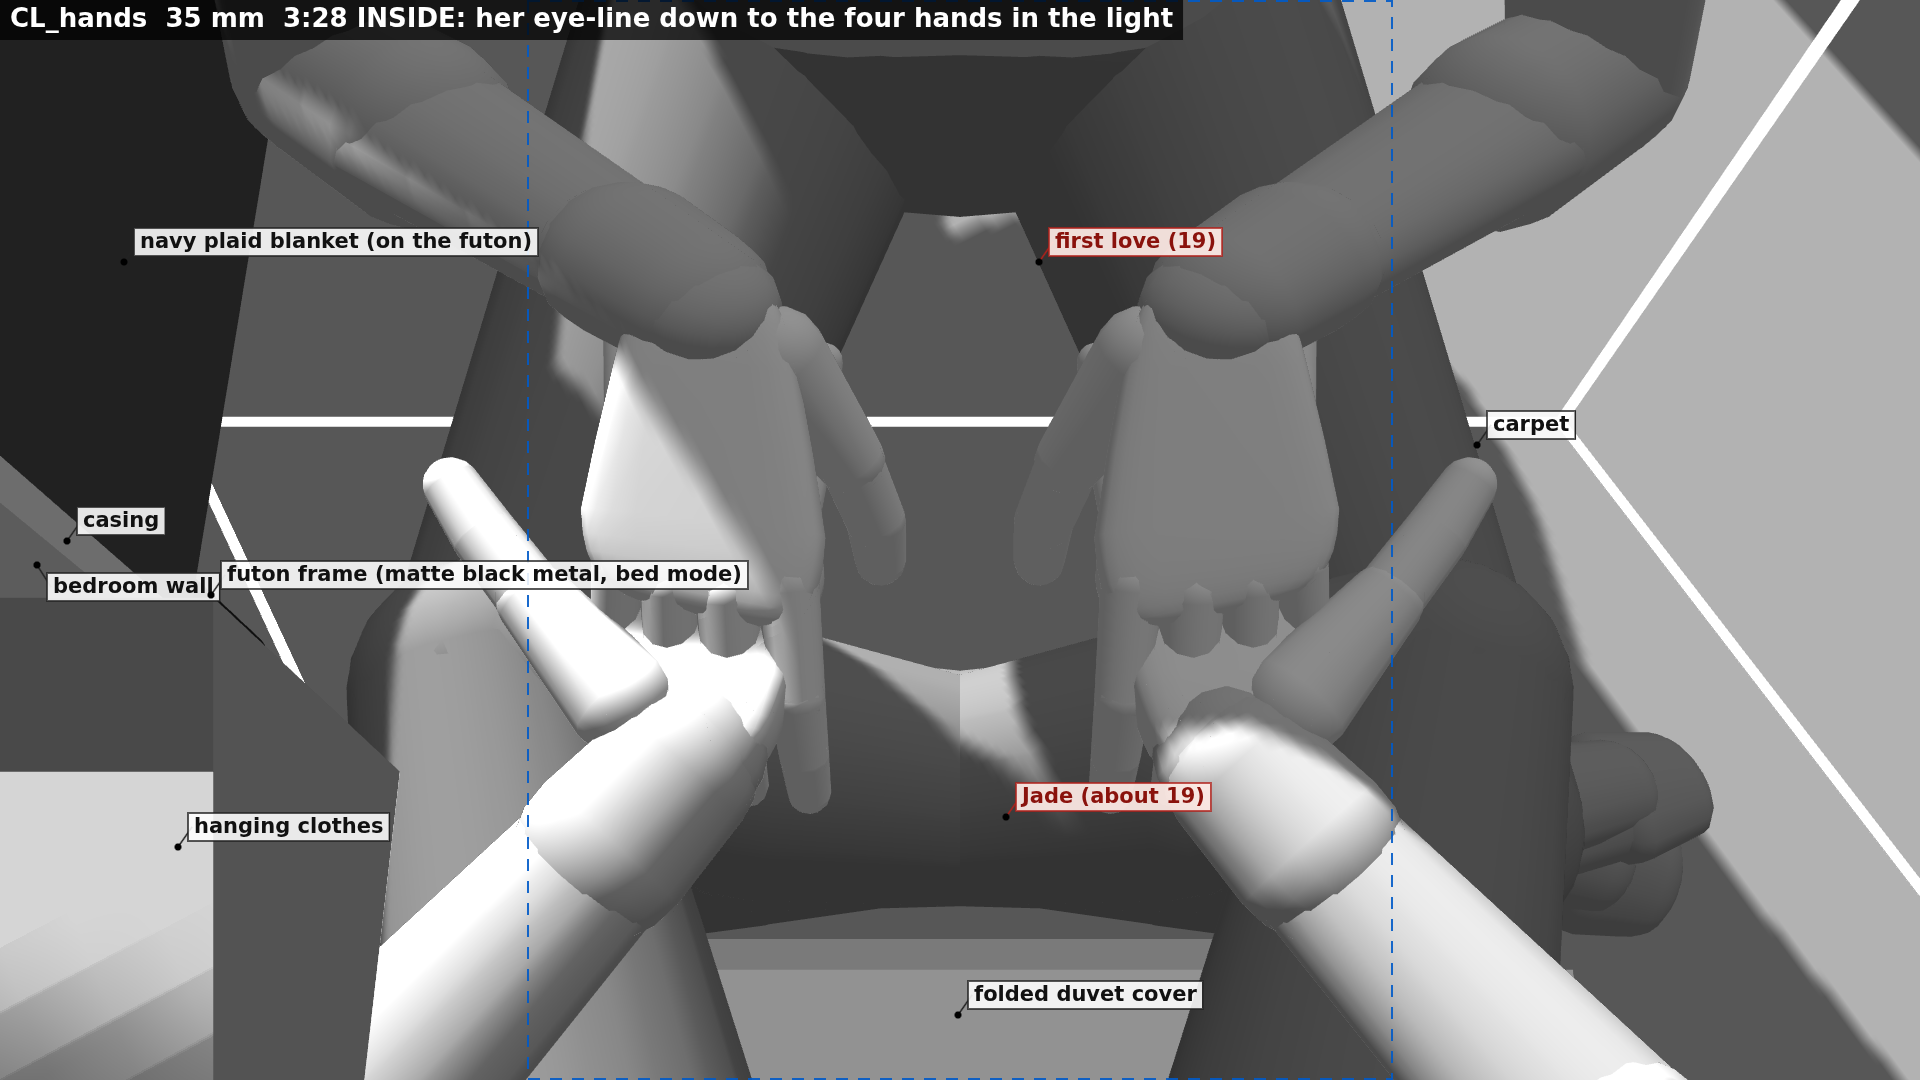 CL_hands  35 mm  3:28 INSIDE: her eye-line down to the four hands in the light
navy plaid blanket (on the futon)
first love (19)
carpet
casing
bedroom wall
futon frame (matte black metal, bed mode)
Jade (about 19)
hanging clothes
folded duvet cover